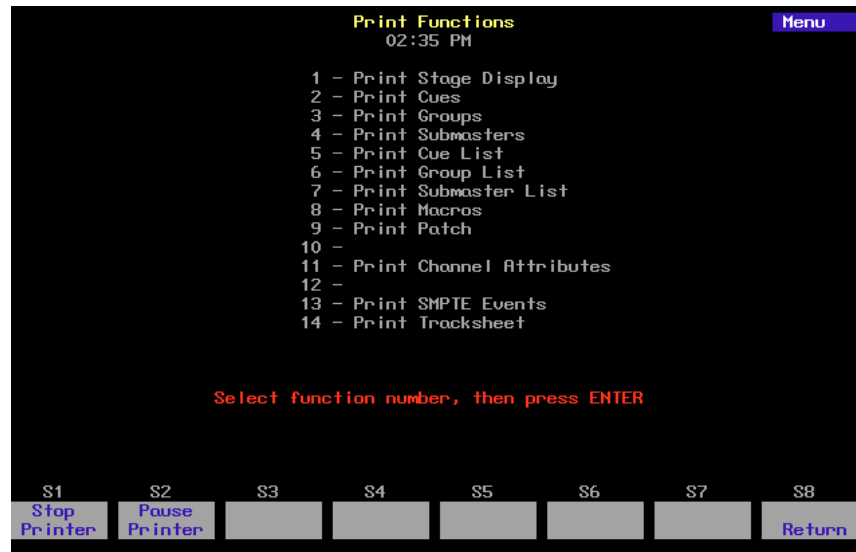 Print Functions
Menu
02:35 PM
1 - Print Stage Display
2 - Print Cues
3 - Print Groups
4 - Print Submasters
5 - Print Cue List
6 - Print Group List
7 - Print Submaster List
8 - Print Macros
9 - Print Patch
10 -
11 - Print Channel Attributes
12 -
13 - Print SMPTE Events
14 - Print Tracksheet
Select function number, then press ENTER
S1 S2 S3 S4 S5 S6 S7 S8
Stop Pause
Printer Printer Return